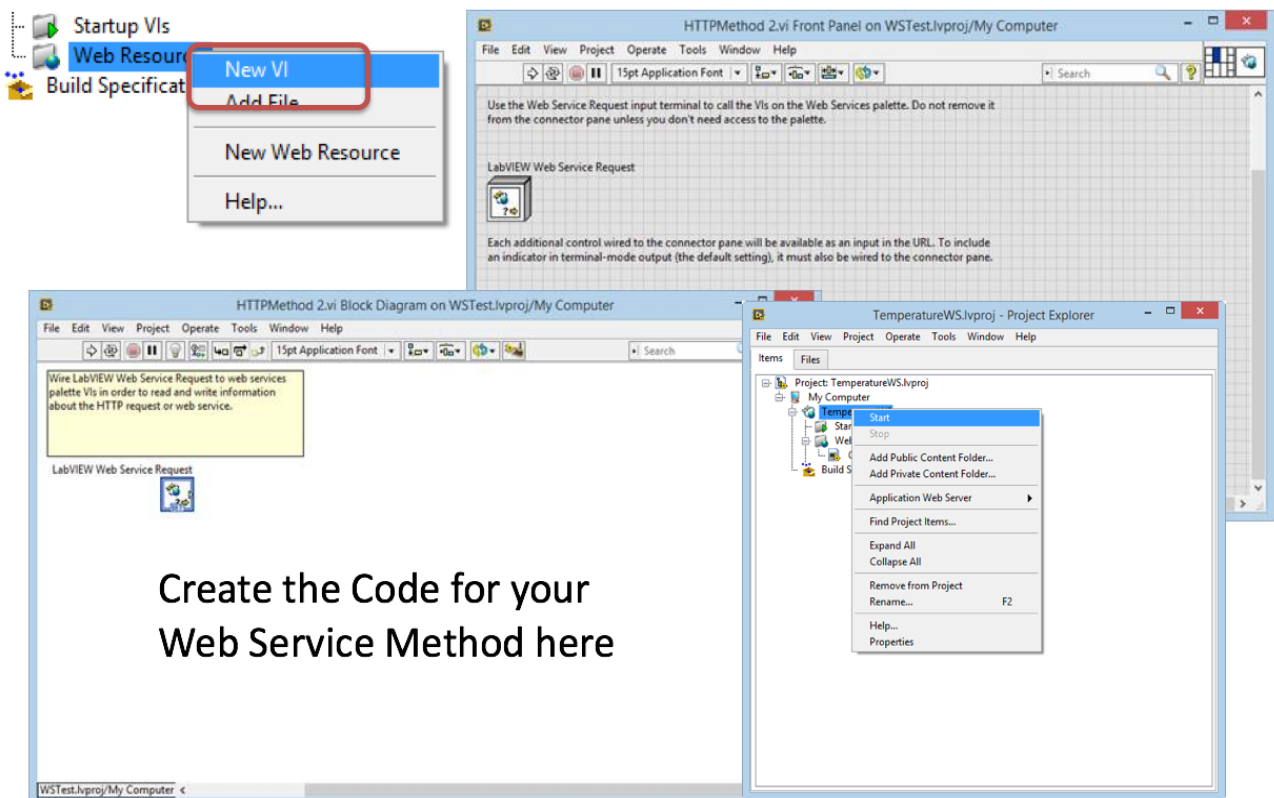 Startup VIs
Web Resour
Build Specificat
New VI
Add File
New Web Resource
Help...
HTTPMethod 2.vi Front Panel on WSTest.lvproj/My Computer
File Edit View Project Operate Tools Window Help
15pt Application Font
Search
Use the Web Service Request input terminal to call the VIs on the Web Services palette. Do not remove it
from the connector pane unless you don't need access to the palette.
LabVIEW Web Service Request
Each additional control wired to the connector pane will be available as an input in the URL. To include
an indicator in terminal-mode output (the default setting), it must also be wired to the connector pane.
HTTPMethod 2.vi Block Diagram on WSTest.lvproj/My Computer
File Edit View Project Operate Tools Window Help
15pt Application Font
Search
Wire LabVIEW Web Service Request to web services
palette VIs in order to read and write information
about the HTTP request or web service.
LabVIEW Web Service Request
Create the Code for your
Web Service Method here
WSTest.lvproj/My Computer
TemperatureWS.lvproj - Project Explorer
File Edit View Project Operate Tools Window Help
Items Files
Project: TemperatureWS.lvproj
My Computer
Tempe
Star
Wel
Build S
Start
Stop
Add Public Content Folder...
Add Private Content Folder...
Application Web Server
Find Project Items...
Expand All
Collapse All
Remove from Project
Rename... F2
Help...
Properties